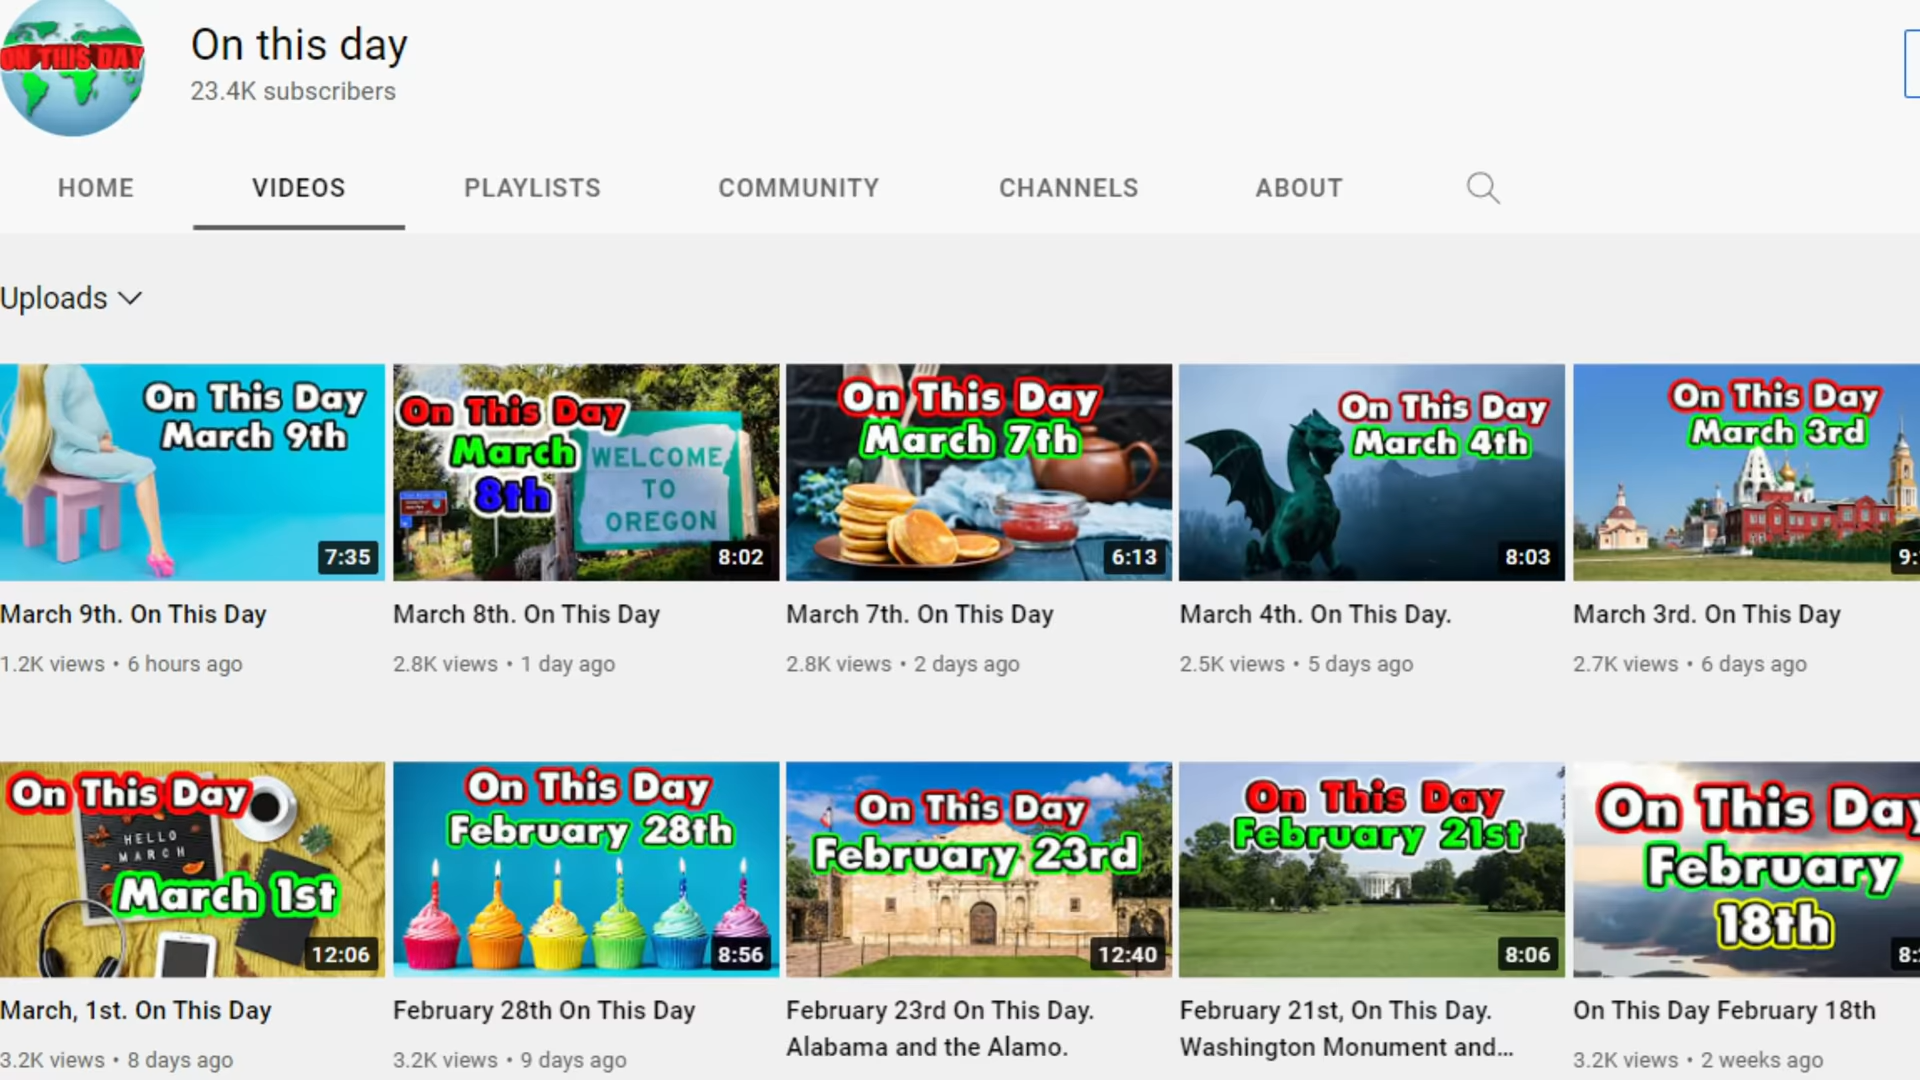 ON THIS DAY
On this day
23.4K subscribers
HOME
VIDEOS
PLAYLISTS
COMMUNITY
CHANNELS
ABOUT
Uploads
On This Day
March 9th
7:35
On This Day
March
8th
WELCOME
TO
OREGON
8:02
On This Day
March 7th
6:13
On This Day
March 4th
8:03
On This Day
March 3rd
9:
March 9th. On This Day
March 8th. On This Day
March 7th. On This Day
March 4th. On This Day.
March 3rd. On This Day
1.2K views • 6 hours ago
2.8K views • 1 day ago
2.8K views • 2 days ago
2.5K views • 5 days ago
2.7K views • 6 days ago
On This Day
HELLO
MARCH
March 1st
12:06
On This Day
February 28th
8:56
On This Day
February 23rd
12:40
On This Day
February 21st
8:06
On This Day
February
18th
8:
March, 1st. On This Day
February 28th On This Day
February 23rd On This Day.
Alabama and the Alamo.
February 21st, On This Day.
Washington Monument and...
On This Day February 18th
3.2K views • 8 days ago
3.2K views • 9 days ago
3.2K views • 2 weeks ago